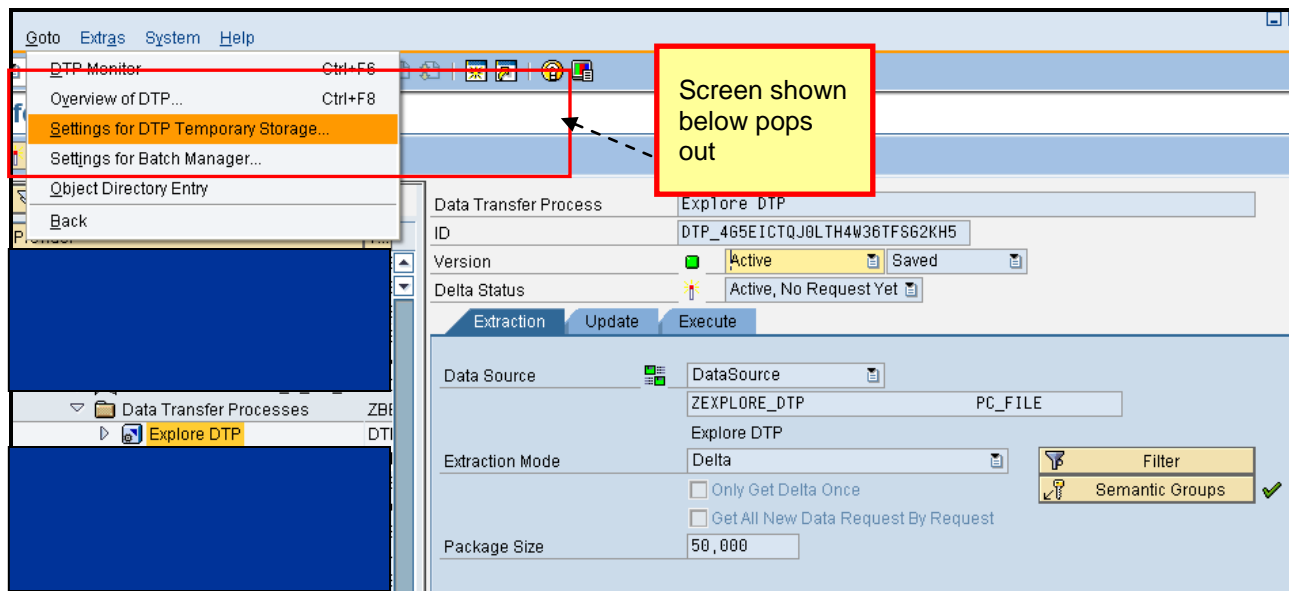 Goto Extras System Help
DTP Monitor Ctrl+F6
Overview of DTP... Ctrl+F8
Settings for DTP Temporary Storage...
Settings for Batch Manager...
Object Directory Entry
Back
Screen shown
below pops
out
Data Transfer Process Explore DTP
ID DTP_4G5EICTQJ0LTH4W36TFSG2KH5
Version Active Saved
Delta Status Active, No Request Yet
Extraction Update Execute
Data Source DataSource
ZEXPLORE_DTP PC_FILE
Explore DTP
Extraction Mode Delta Filter
Only Get Delta Once Semantic Groups
Get All New Data Request By Request
Package Size 50,000
Data Transfer Processes
Explore DTP